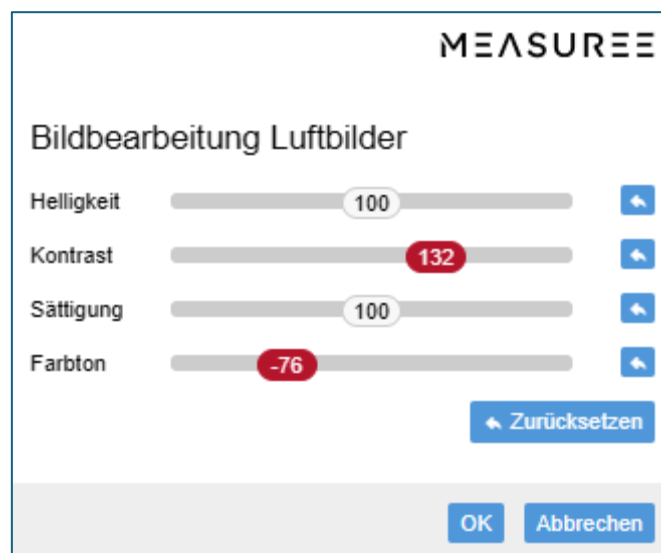 MEASUREE
Bildbearbeitung Luftbilder
Helligkeit 100
Kontrast 132
Sättigung 100
Farbton -76
Zurücksetzen
OK Abbrechen